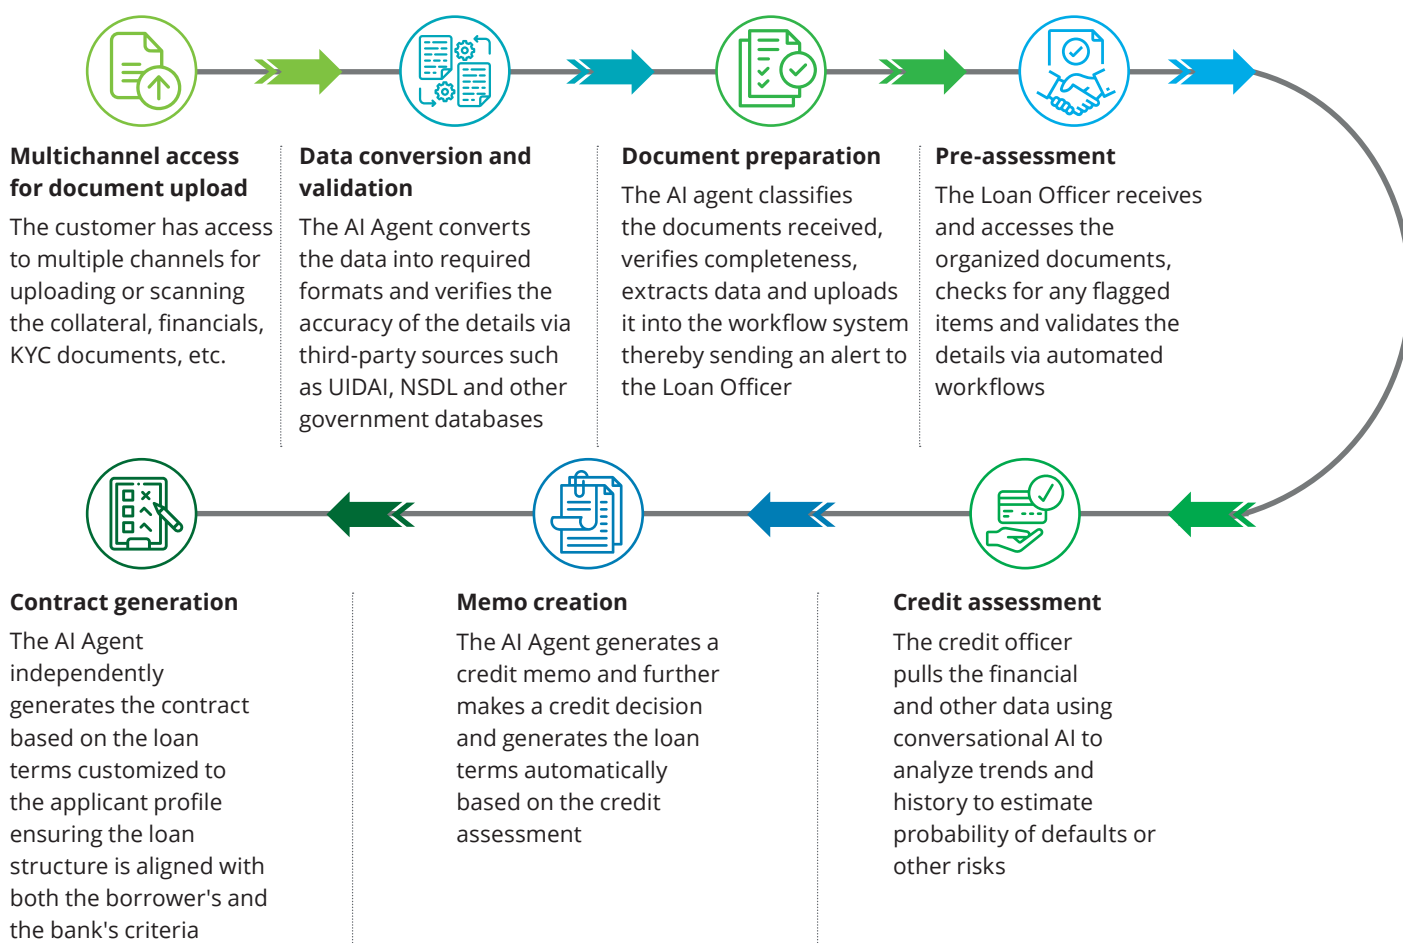 Multichannel access
for document upload
The customer has access
to multiple channels for
uploading or scanning
the collateral, financials,
KYC documents, etc.
Data conversion and
validation
The AI Agent converts
the data into required
formats and verifies the
accuracy of the details via
third-party sources such
as UIDAI, NSDL and other
government databases
Document preparation
The AI agent classifies
the documents received,
verifies completeness,
extracts data and uploads
it into the workflow system
thereby sending an alert to
the Loan Officer
Pre-assessment
The Loan Officer receives
and accesses the
organized documents,
checks for any flagged
items and validates the
details via automated
workflows
Credit assessment
The credit officer
pulls the financial
and other data using
conversational AI to
analyze trends and
history to estimate
probability of defaults or
other risks
Memo creation
The AI Agent generates a
credit memo and further
makes a credit decision
and generates the loan
terms automatically
based on the credit
assessment
Contract generation
The AI Agent
independently
generates the contract
based on the loan
terms customized to
the applicant profile
ensuring the loan
structure is aligned with
both the borrower's and
the bank's criteria